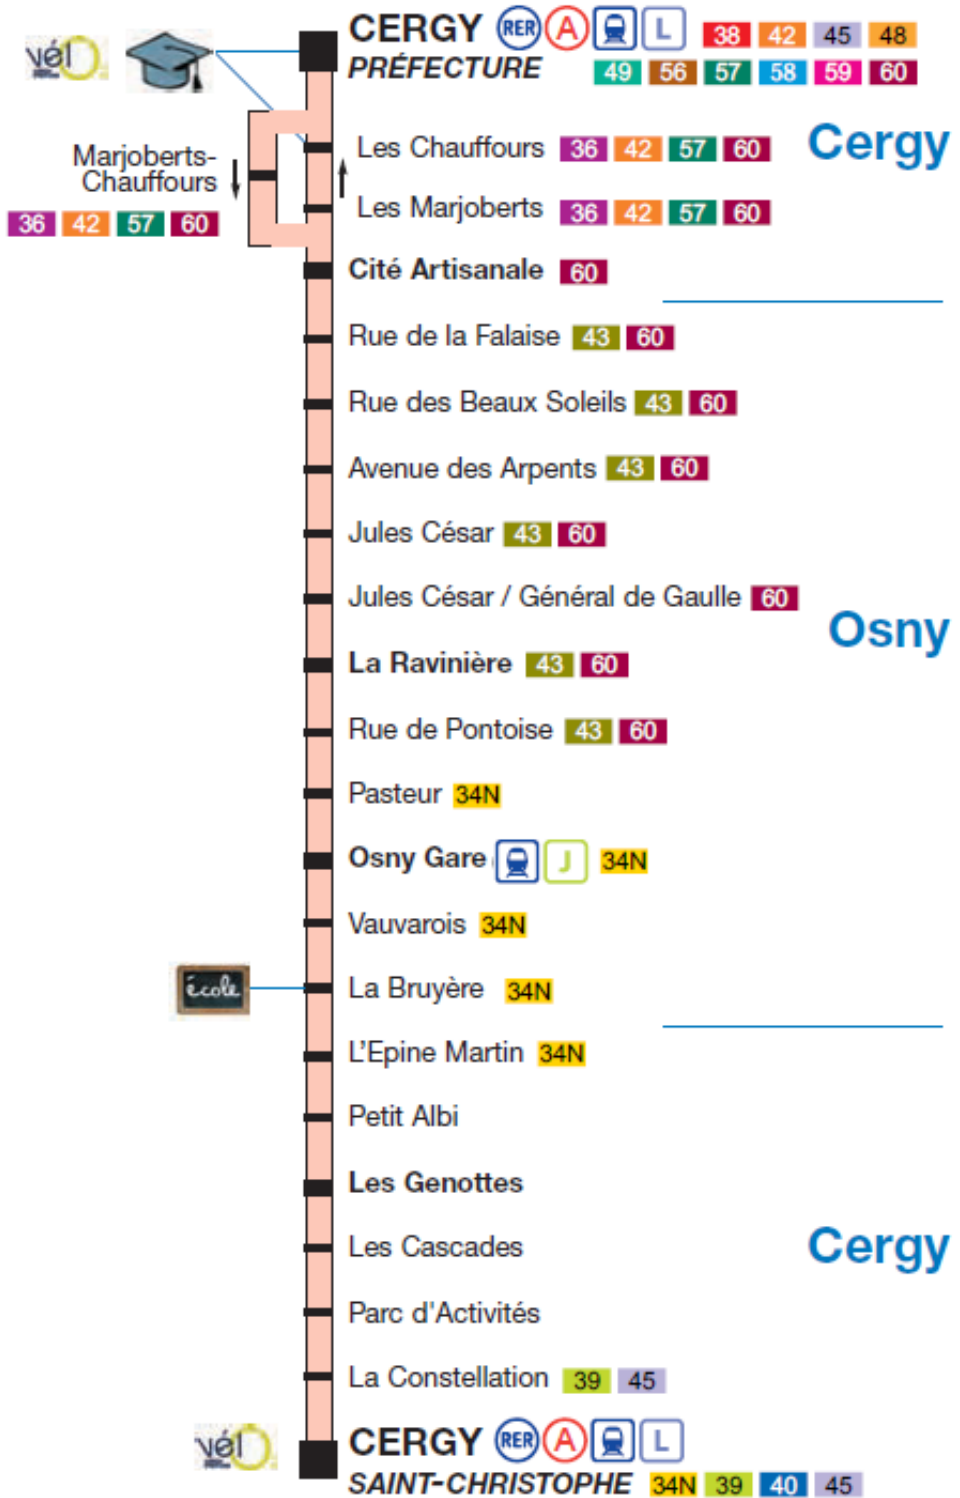 vélO
CERGY RER A L 38 42 45 48
PRÉFECTURE 49 56 57 58 59 60
Cergy
Marjoberts-
Chauffours
36 42 57 60
Les Chauffours 36 42 57 60
Les Marjoberts 36 42 57 60
Cité Artisanale 60
Rue de la Falaise 43 60
Rue des Beaux Soleils 43 60
Avenue des Arpents 43 60
Jules César 43 60
Jules César / Général de Gaulle 60
Osny
La Ravinière 43 60
Rue de Pontoise 43 60
Pasteur 34N
Osny Gare J 34N
Vauvarois 34N
école
La Bruyère 34N
L'Epine Martin 34N
Petit Albi
Les Genottes
Les Cascades
Cergy
Parc d'Activités
La Constellation 39 45
vélO
CERGY RER A L
SAINT-CHRISTOPHE 34N 39 40 45